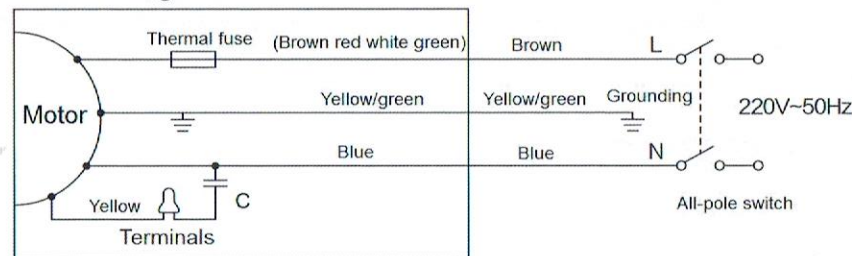 Thermal fuse (Brown red white green) Brown L
Motor Yellow/green Yellow/green Grounding 220V~50Hz
Blue Blue N
Yellow C All-pole switch
Terminals